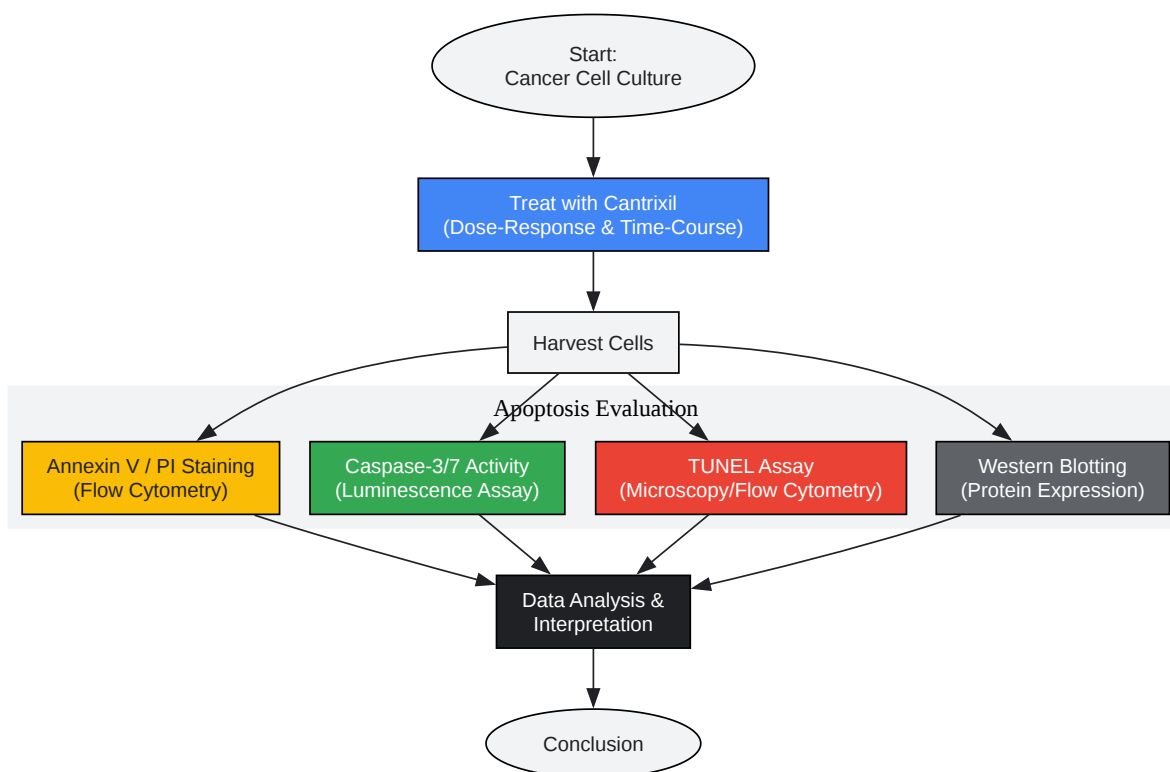 Start:
Cancer Cell Culture
Treat with Cantrixil
(Dose-Response & Time-Course)
Harvest Cells
Apoptosis Evaluation
Annexin V / PI Staining
(Flow Cytometry)
Caspase-3/7 Activity
(Luminescence Assay)
TUNEL Assay
(Microscopy/Flow Cytometry)
Western Blotting
(Protein Expression)
Data Analysis &
Interpretation
Conclusion